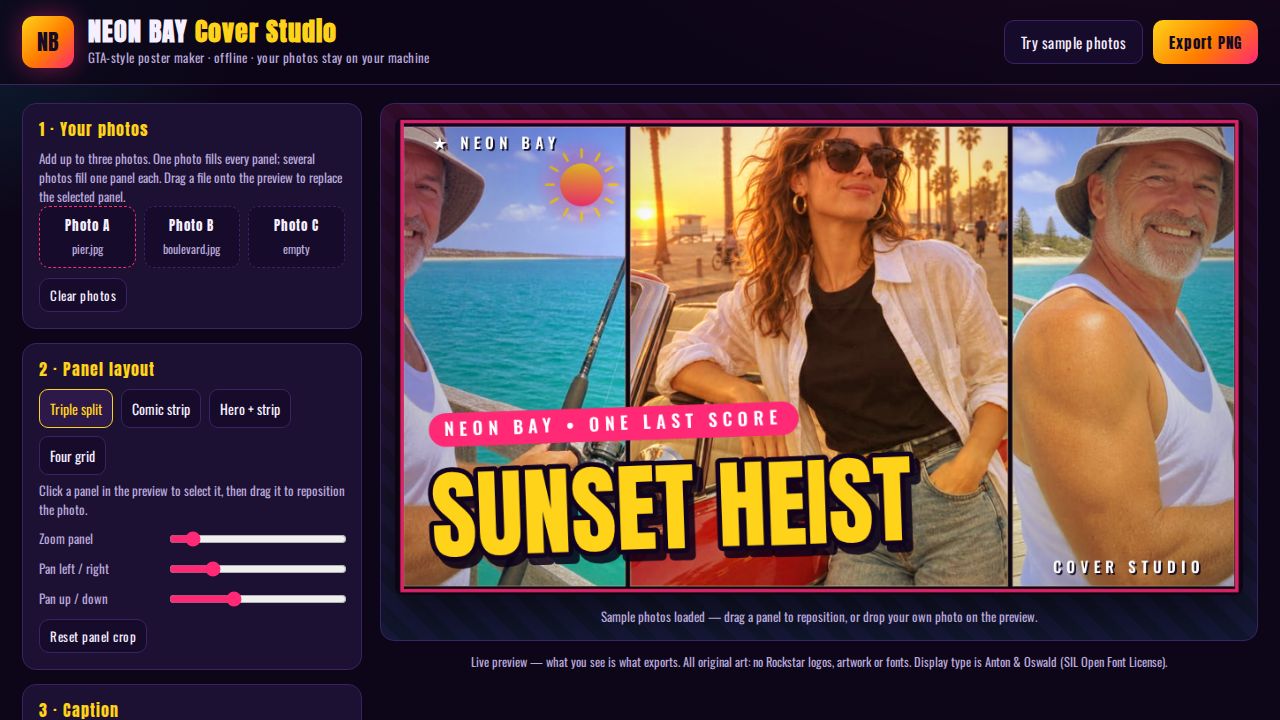 NB
NEON BAY Cover Studio
GTA-style poster maker · offline · your photos stay on your machine
Try sample photos
Export PNG
1 · Your photos
Add up to three photos. One photo fills every panel; several
photos fill one panel each. Drag a file onto the preview to replace
the selected panel.
Photo A
pier.jpg
Photo B
boulevard.jpg
Photo C
empty
Clear photos
2 · Panel layout
Triple split
Comic strip
Hero + strip
Four grid
Click a panel in the preview to select it, then drag it to reposition
the photo.
Zoom panel
Pan left / right
Pan up / down
Reset panel crop
3 · Caption
★ NEON BAY
NEON BAY • ONE LAST SCORE
SUNSET HEIST
COVER STUDIO
Sample photos loaded — drag a panel to reposition, or drop your own photo on the preview.
Live preview — what you see is what exports. All original art: no Rockstar logos, artwork or fonts. Display type is Anton & Oswald (SIL Open Font License).